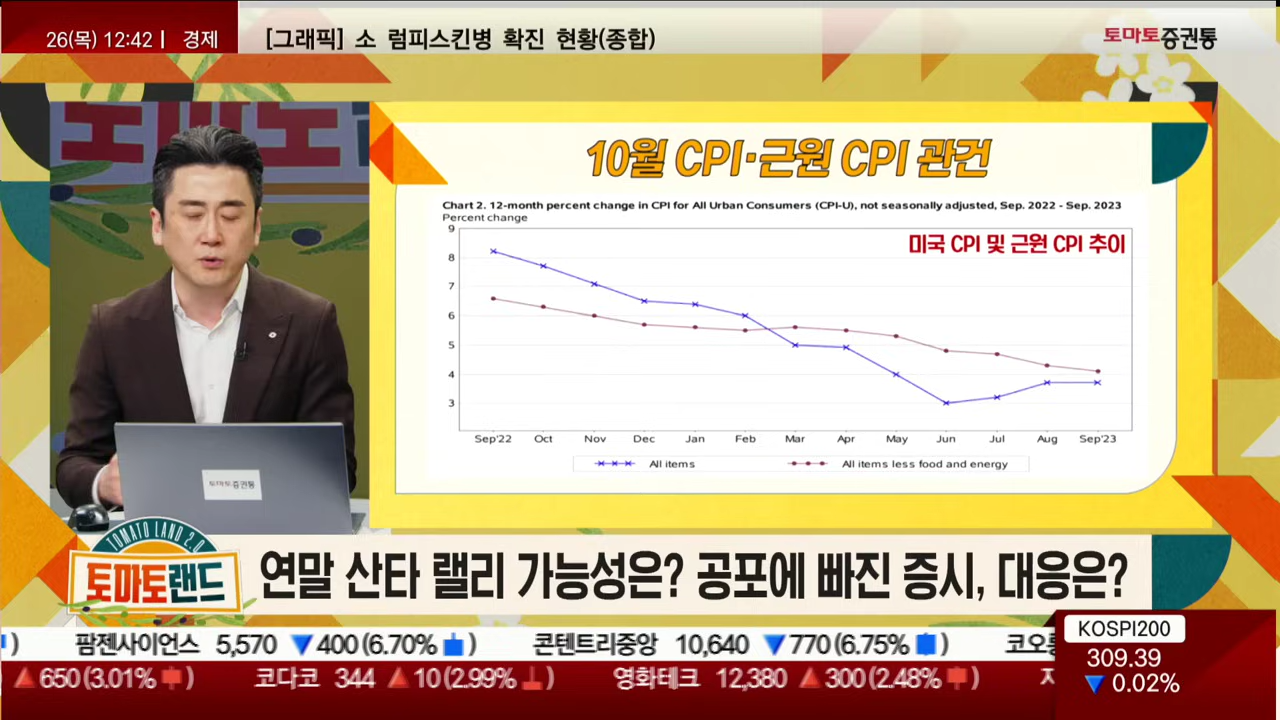 26(목) 12:42 | 경제
[그래픽] 소 럼피스킨병 확진 현황(종합)
토마토증권통
10월 CPI·근원 CPI 관건
Chart 2. 12-month percent change in CPI for All Urban Consumers (CPI-U), not seasonally adjusted, Sep. 2022 - Sep. 2023
Percent change
미국 CPI 및 근원 CPI 추이
9
8
7
6
5
4
3
Sep'22 Oct Nov Dec Jan Feb Mar Apr May Jun Jul Aug Sep'23
All items All items less food and energy
토마토증권통
TOMATO LAND 2.0
토마토랜드
연말 산타 랠리 가능성은? 공포에 빠진 증시, 대응은?
) 팜젠사이언스 5,570 ▼400(6.70% ) 콘텐트리중앙 10,640 ▼770(6.75% ) 코오
▲650(3.01% ) 코다코 344 ▲10(2.99% ) 영화테크 12,380 ▲300(2.48% )
KOSPI200
309.39
▼ 0.02%